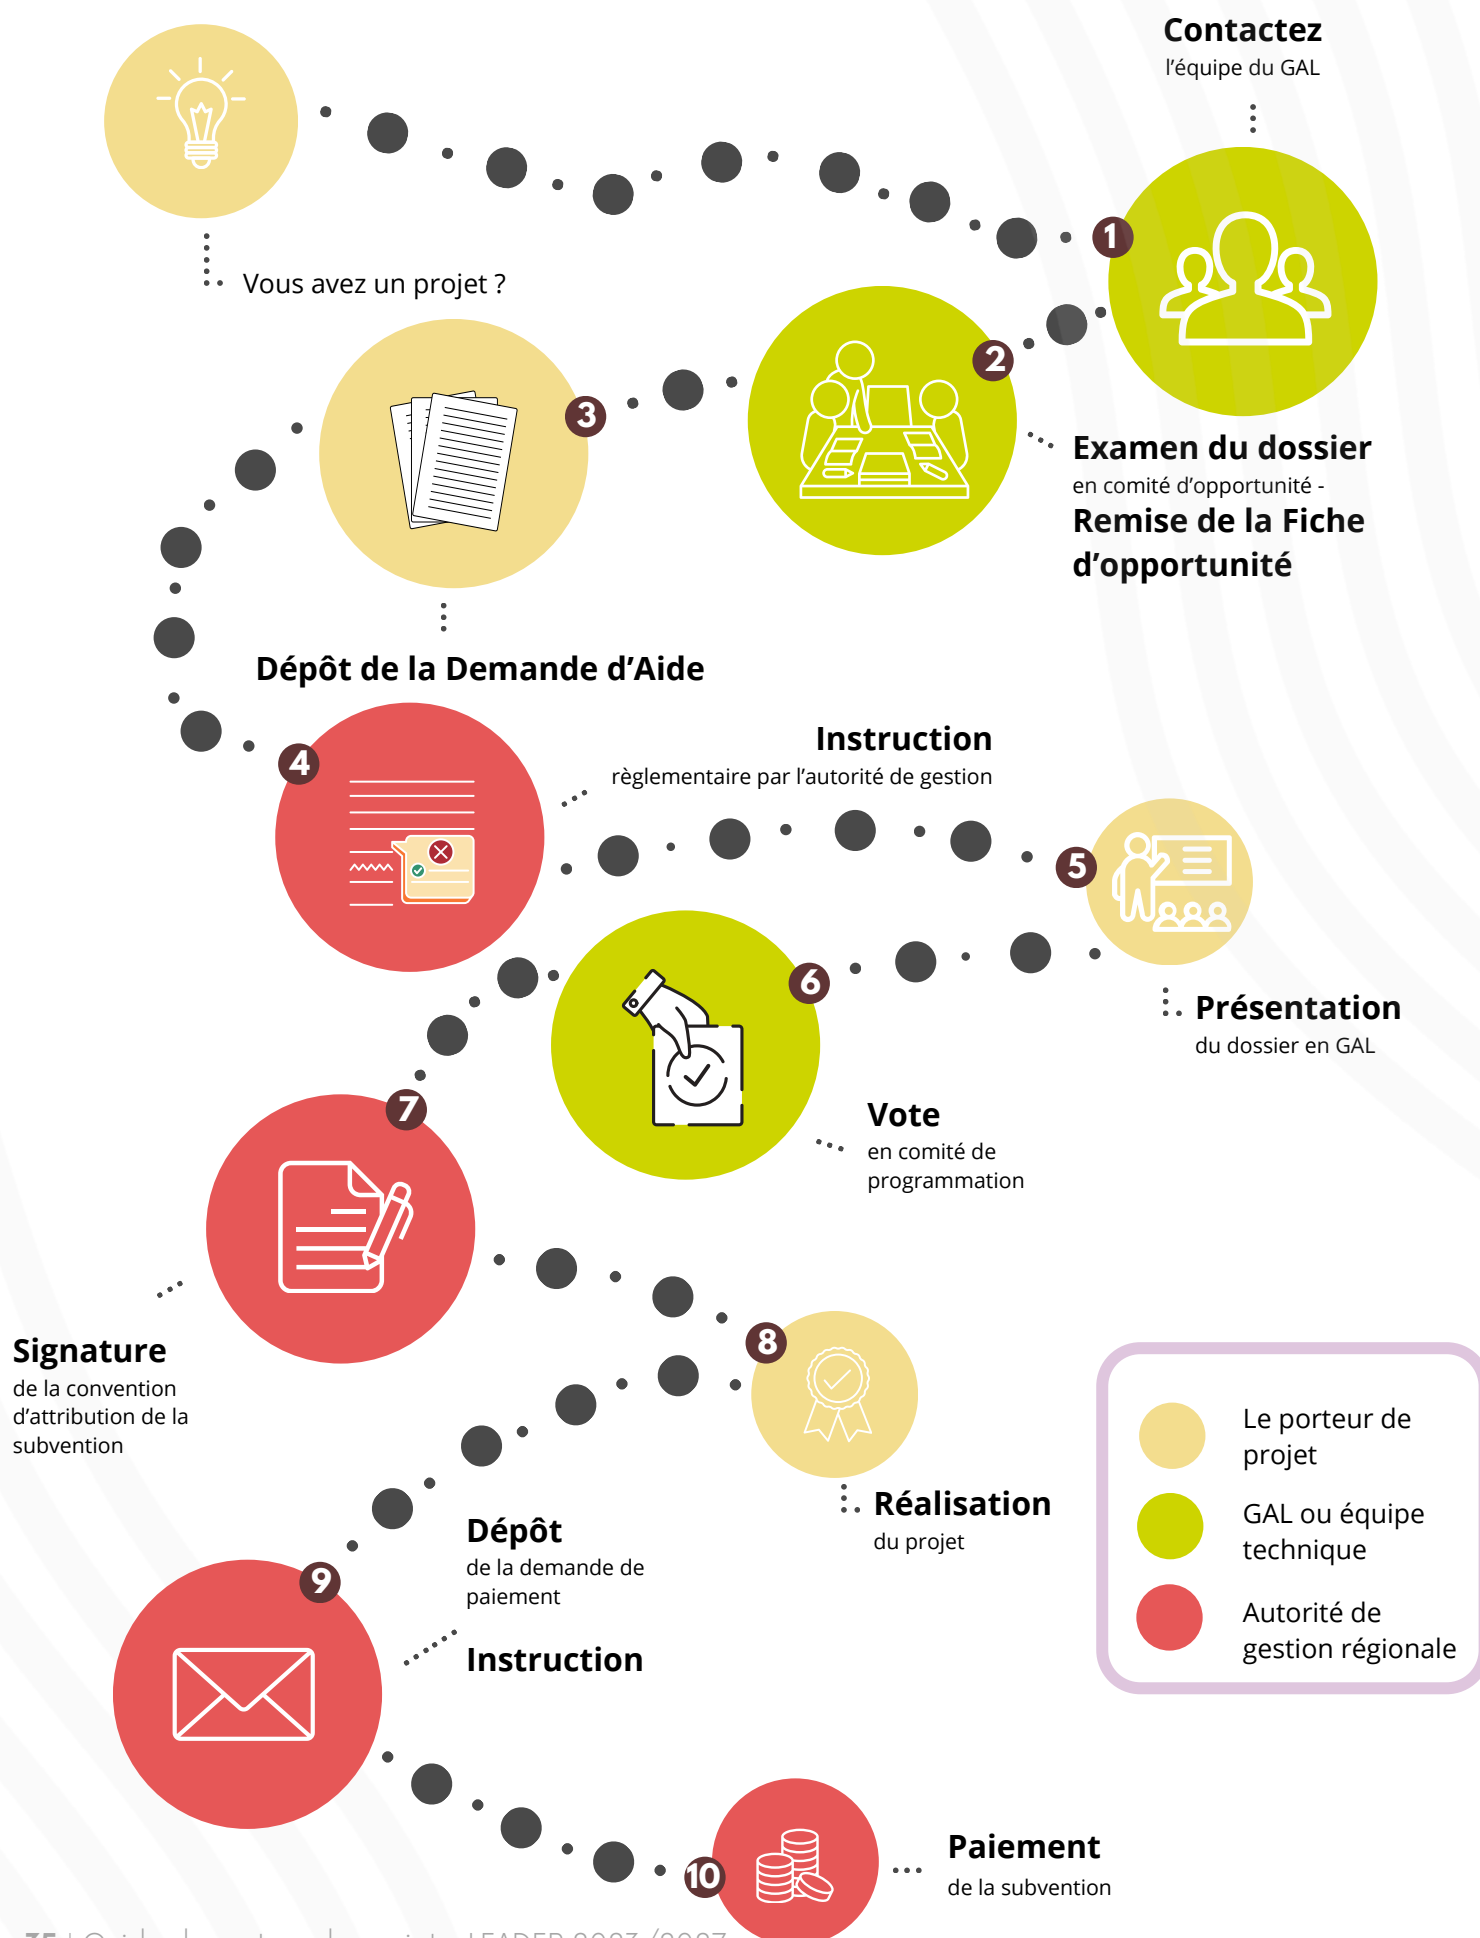 Contactez
l'équipe du GAL
Vous avez un projet ?
1
2
Examen du dossier
en comité d'opportunité -
Remise de la Fiche
d'opportunité
3
Dépôt de la Demande d'Aide
4
Instruction
règlementaire par l'autorité de gestion
5
Présentation
du dossier en GAL
6
Vote
en comité de
programmation
7
Signature
de la convention
d'attribution de la
subvention
8
Réalisation
du projet
9
Dépôt
de la demande de
paiement
Instruction
10
Paiement
de la subvention
Le porteur de
projet
GAL ou équipe
technique
Autorité de
gestion régionale
LEADER 2023/2027